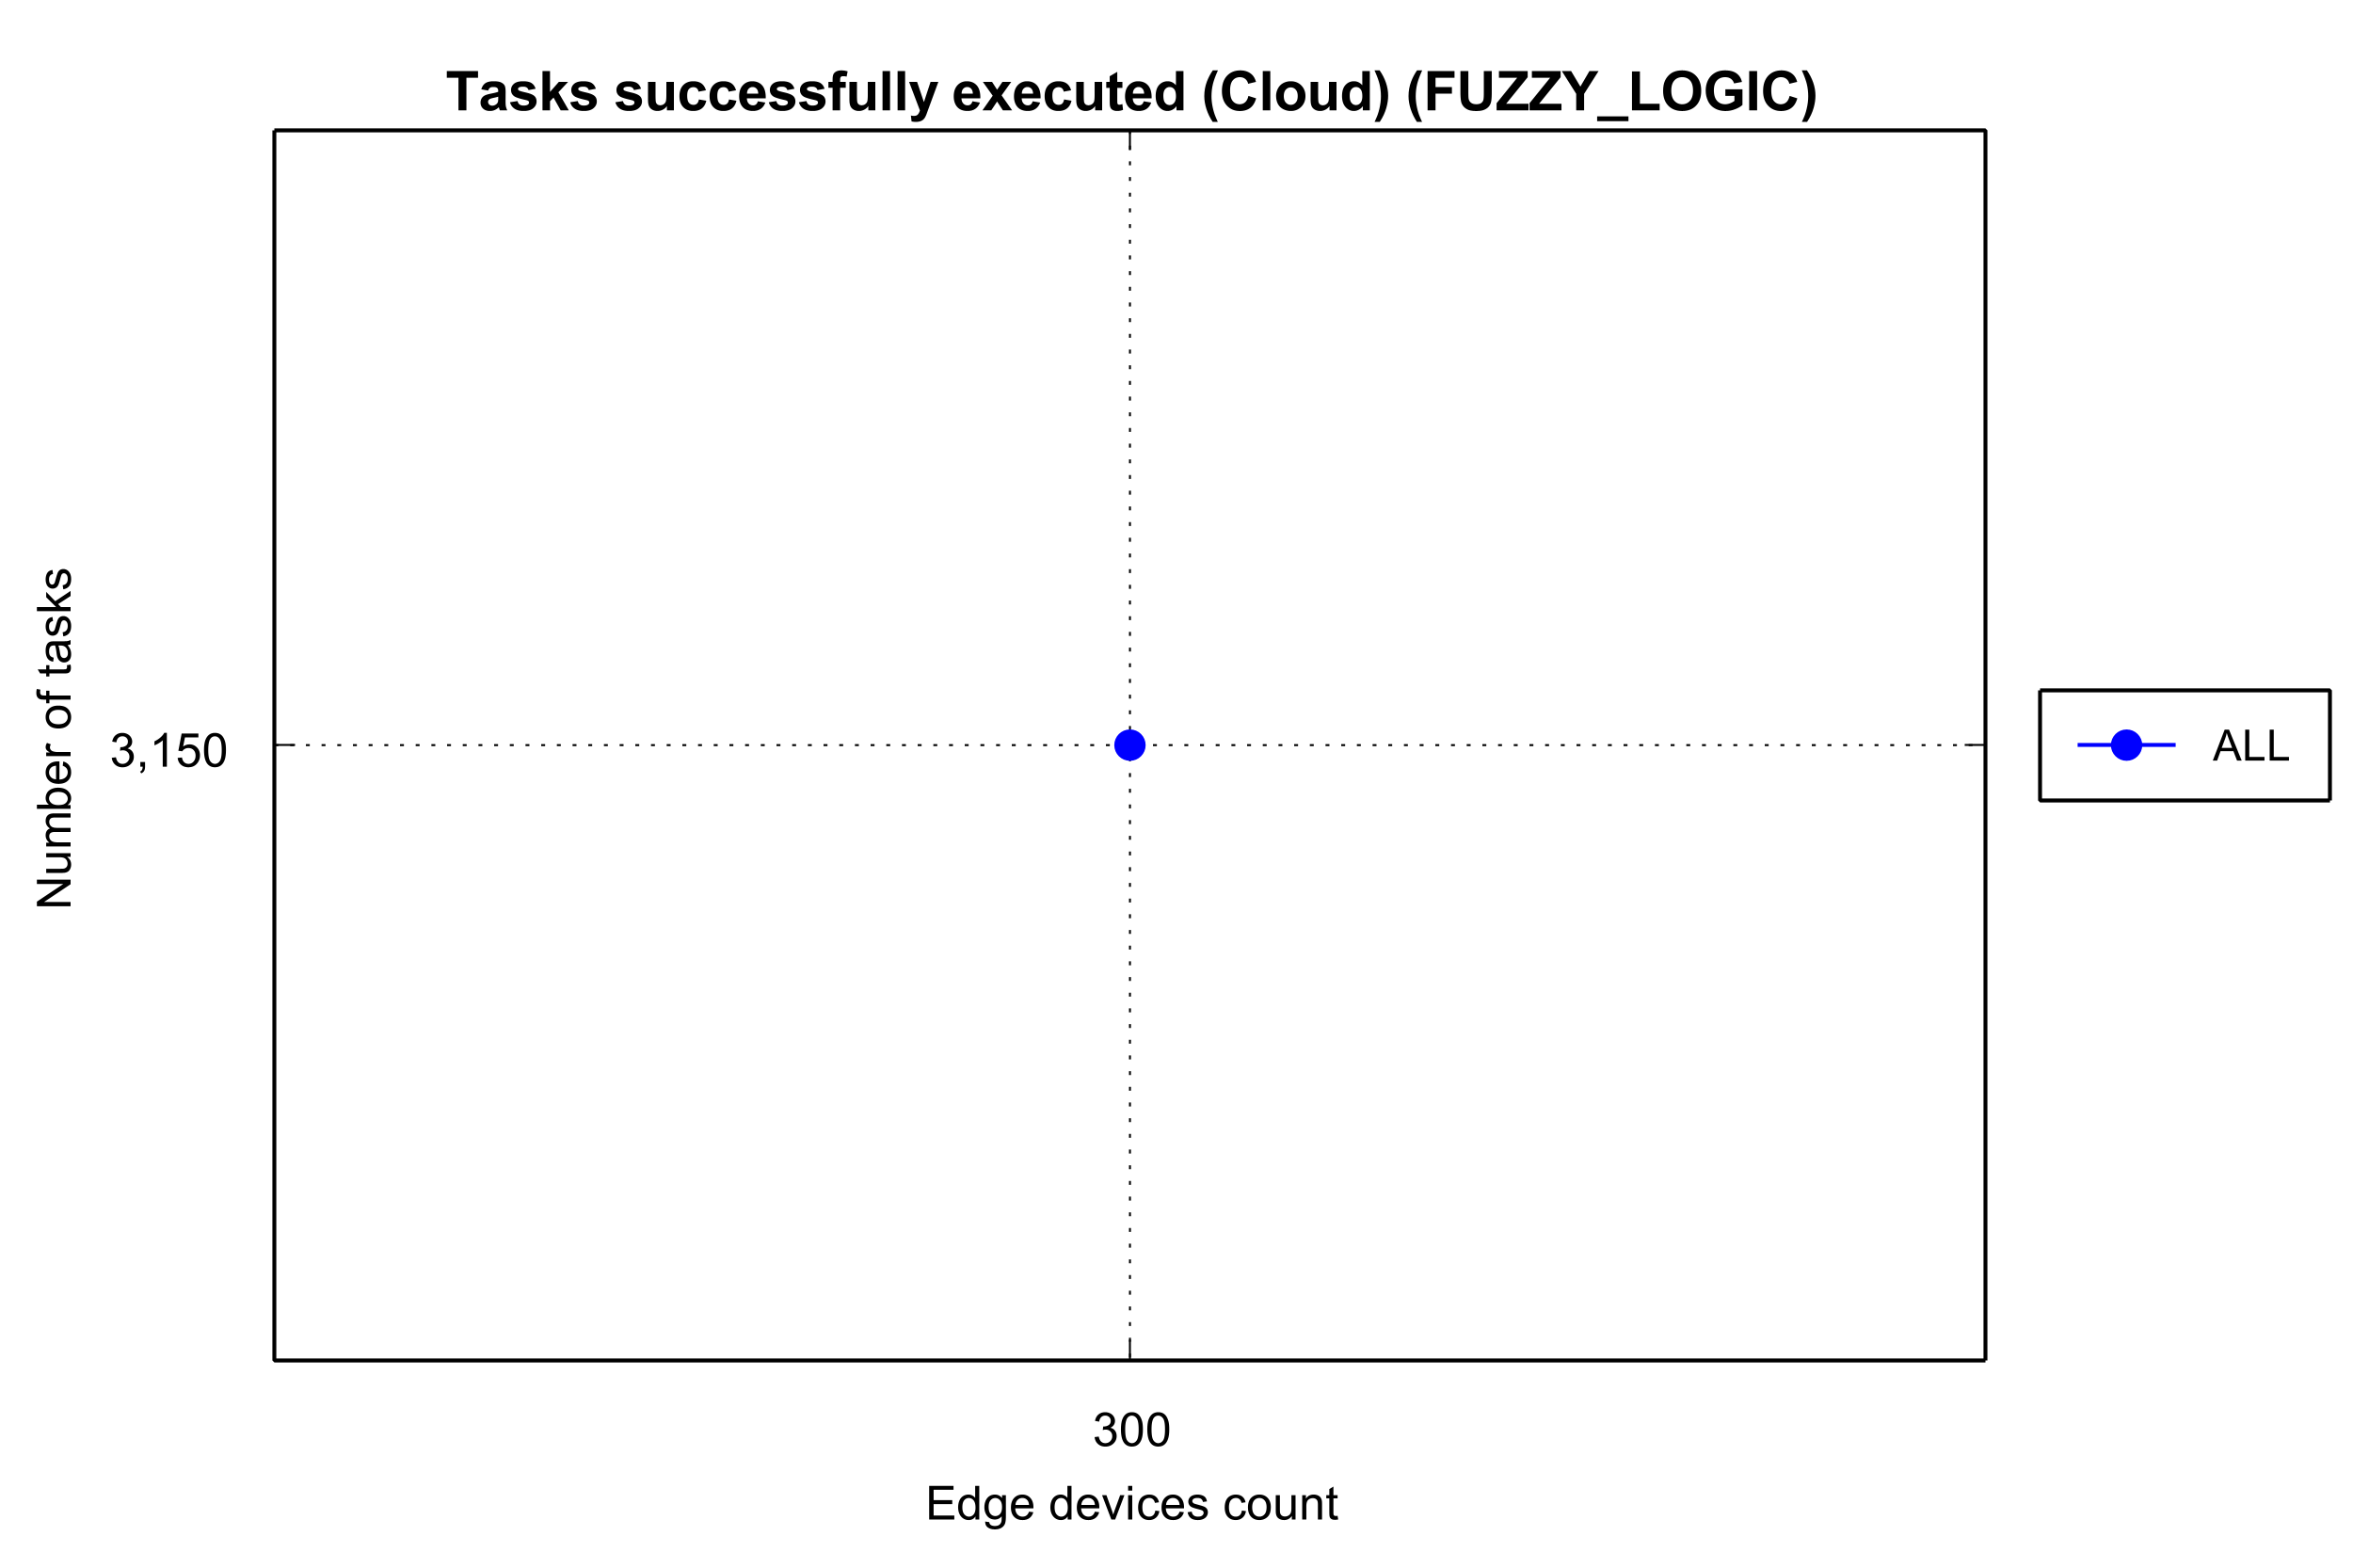 Tasks successfully executed (Cloud) (FUZZY_LOGIC)
Number of tasks
3,150
ALL
300
Edge devices count